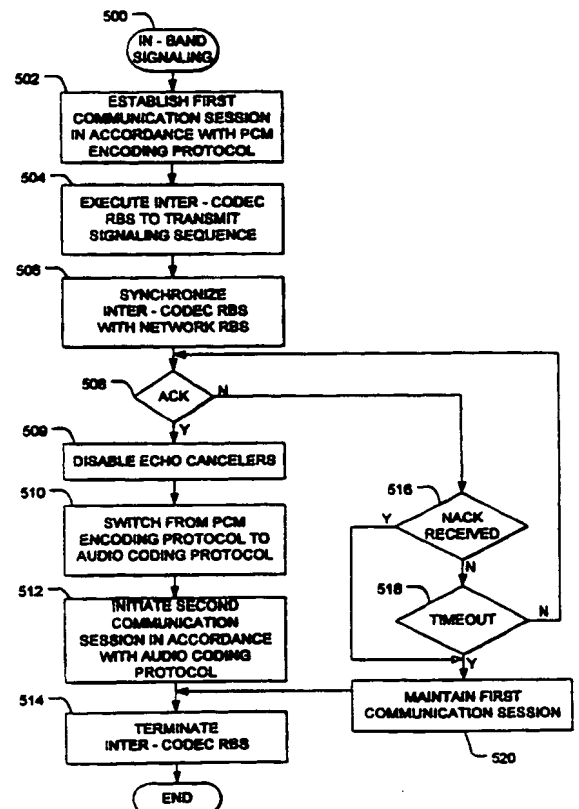 500
IN - BAND
SIGNALING
502
ESTABLISH FIRST
COMMUNICATION SESSION
IN ACCORDANCE WITH PCM
ENCODING PROTOCOL
504
EXECUTE INTER - CODEC
RBS TO TRANSMIT
SIGNALING SEQUENCE
506
SYNCHRONIZE
INTER - CODEC RBS
WITH NETWORK RBS
508
ACK
N
Y
509
DISABLE ECHO CANCELERS
510
SWITCH FROM PCM
ENCODING PROTOCOL TO
AUDIO CODING PROTOCOL
512
INITIATE SECOND
COMMUNICATION
SESSION IN ACCORDANCE
WITH AUDIO CODING
PROTOCOL
514
TERMINATE
INTER - CODEC RBS
END
516
Y
NACK
RECEIVED
N
518
TIMEOUT
N
Y
MAINTAIN FIRST
COMMUNICATION SESSION
520